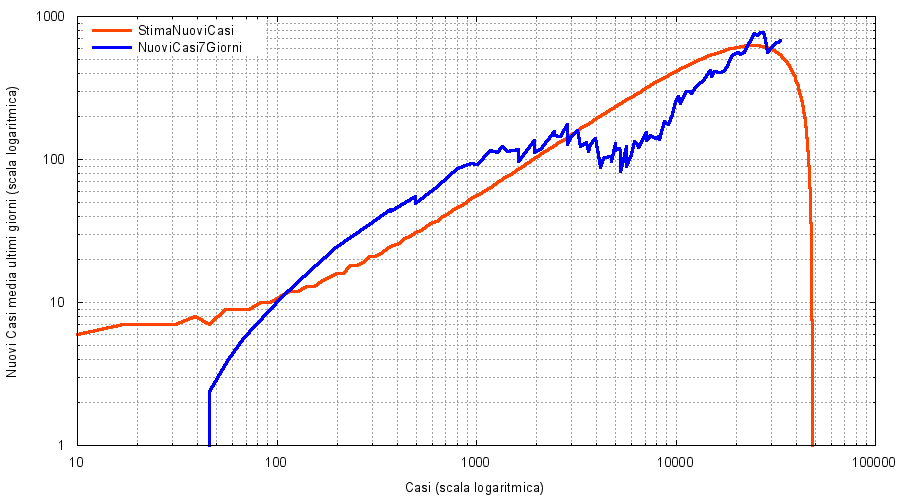 1000
StimaNuoviCasi
NuoviCasi7Giorni
100
10
1
10 100 1000 10000 100000
Nuovi Casi media ultimi giorni (scala logaritmica)
Casi (scala logaritmica)